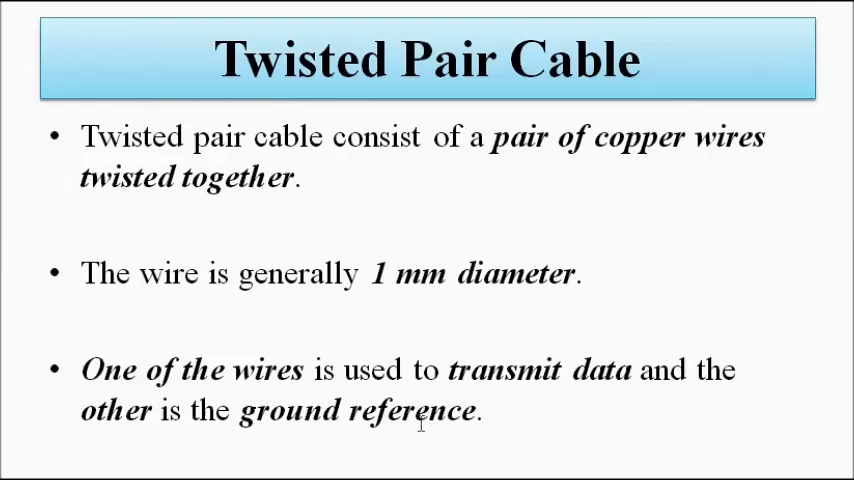 Twisted Pair Cable
• Twisted pair cable consist of a pair of copper wires
twisted together.
• The wire is generally 1 mm diameter.
• One of the wires is used to transmit data and the
other is the ground reference.